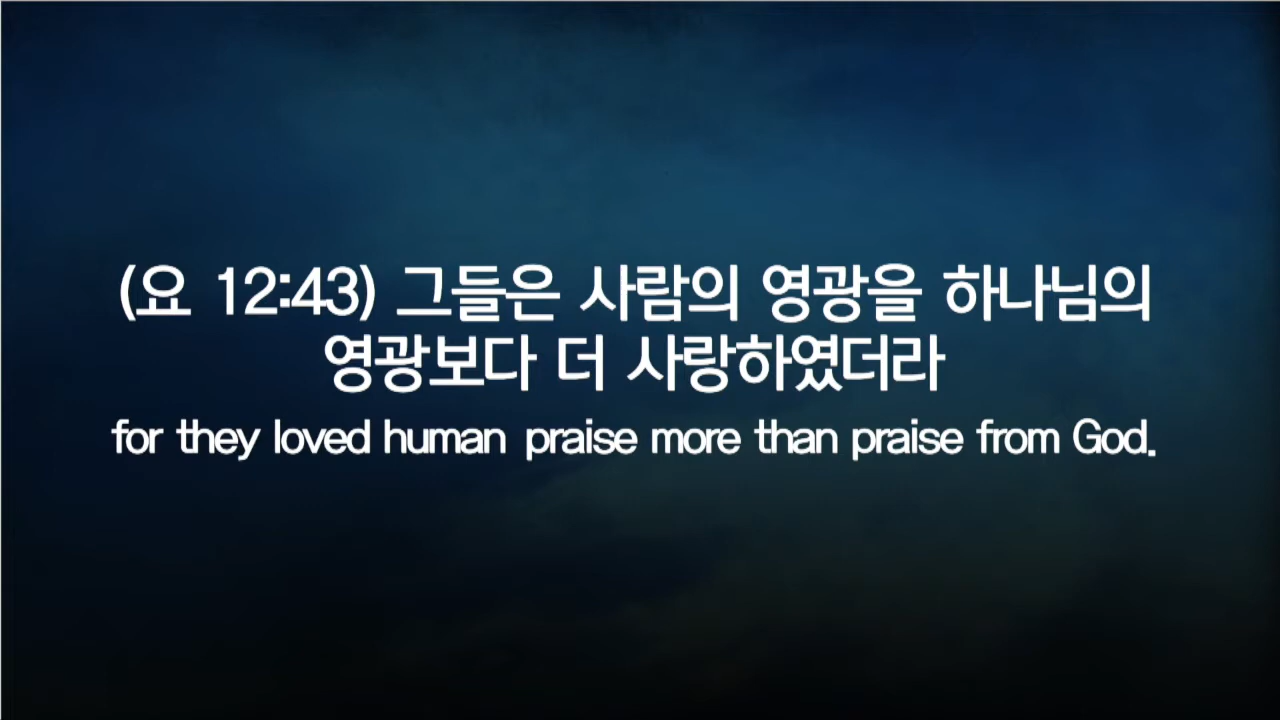 (요 12:43) 그들은 사람의 영광을 하나님의
영광보다 더 사랑하였더라
for they loved human praise more than praise from God.